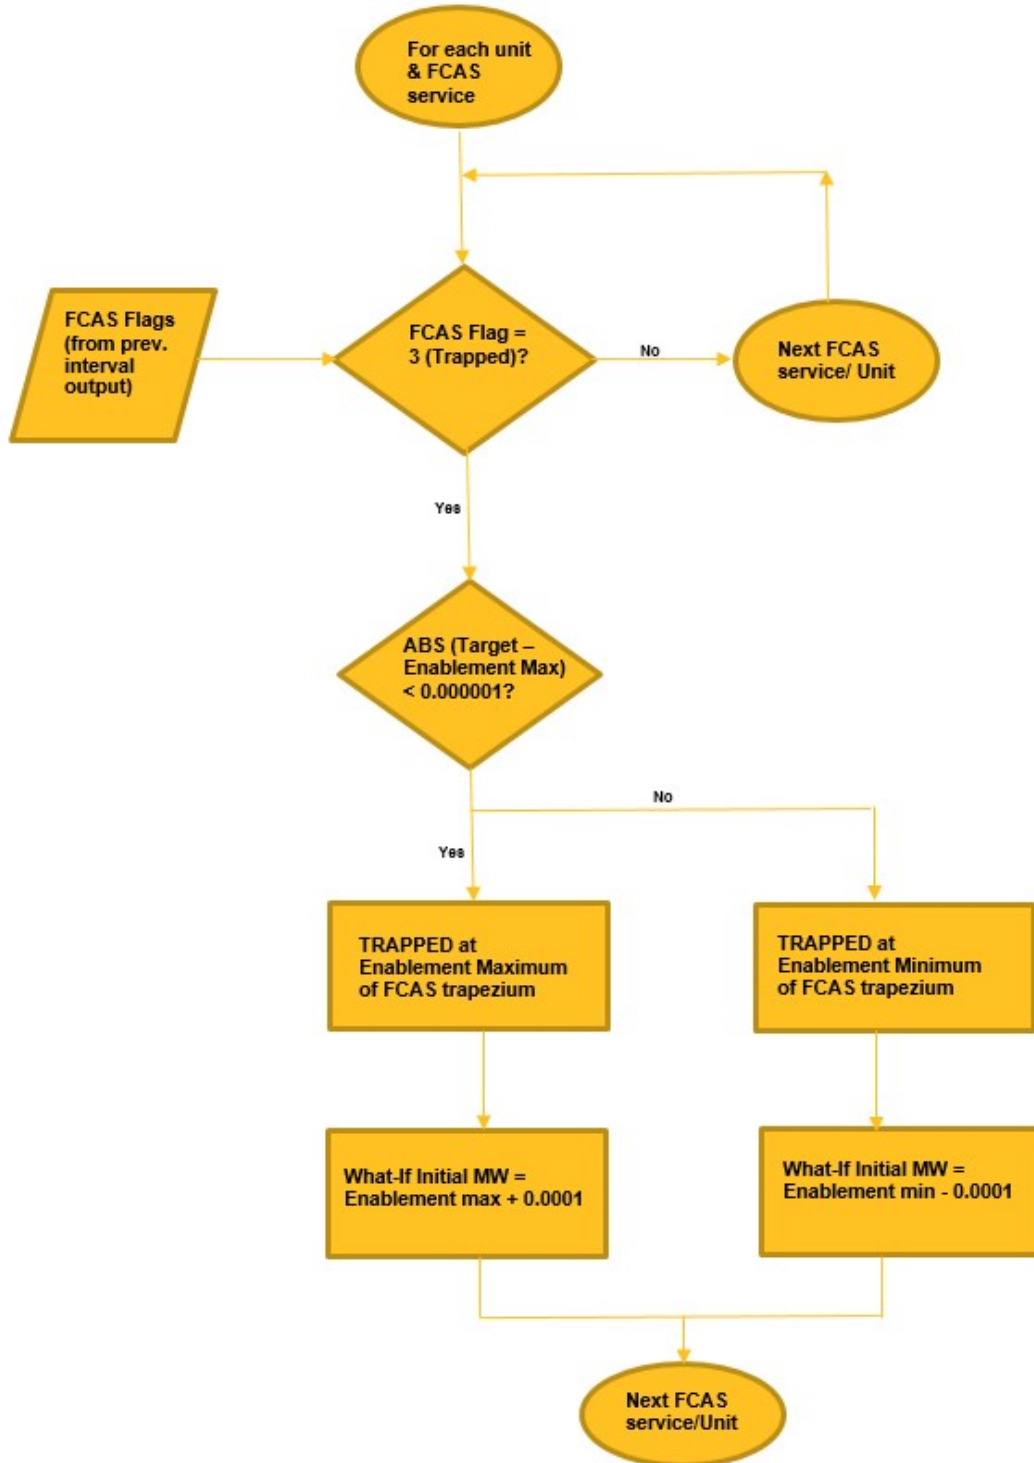 For each unit
& FCAS
service
FCAS Flags
(from prev.
interval
output)
FCAS Flag =
3 (Trapped)?
No
Next FCAS
service/ Unit
Yes
ABS (Target –
Enablement Max)
< 0.000001?
No
Yes
TRAPPED at
Enablement Maximum
of FCAS trapezium
TRAPPED at
Enablement Minimum
of FCAS trapezium
What-If Initial MW =
Enablement max + 0.0001
What-If Initial MW =
Enablement min - 0.0001
Next FCAS
service/Unit